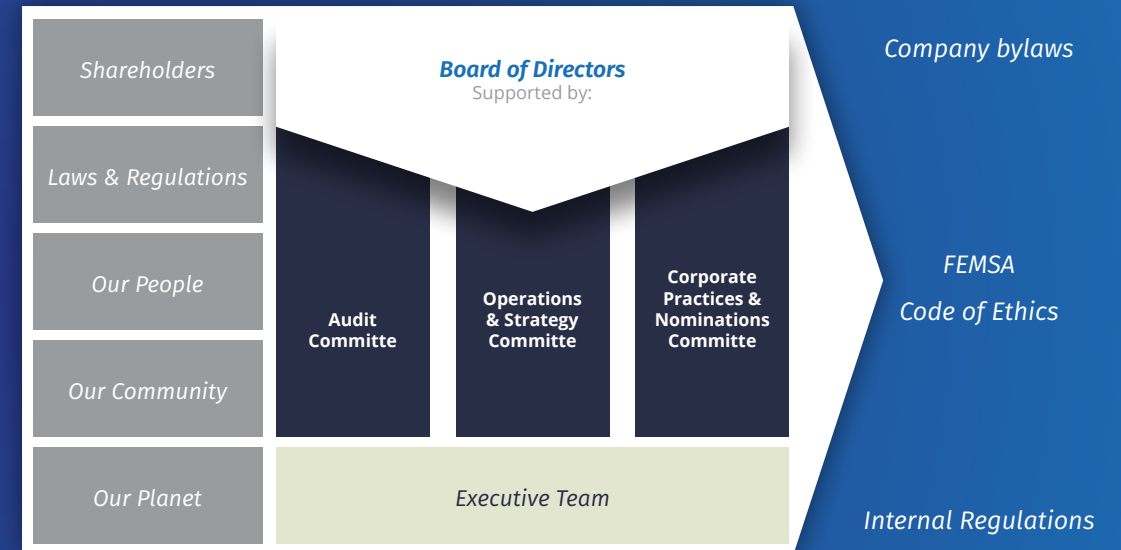 Shareholders
Laws & Regulations
Our People
Our Community
Our Planet
Board of Directors
Supported by:
Audit
Committe
Operations
& Strategy
Committe
Corporate
Practices &
Nominations
Committe
Executive Team
Company bylaws
FEMSA
Code of Ethics
Internal Regulations